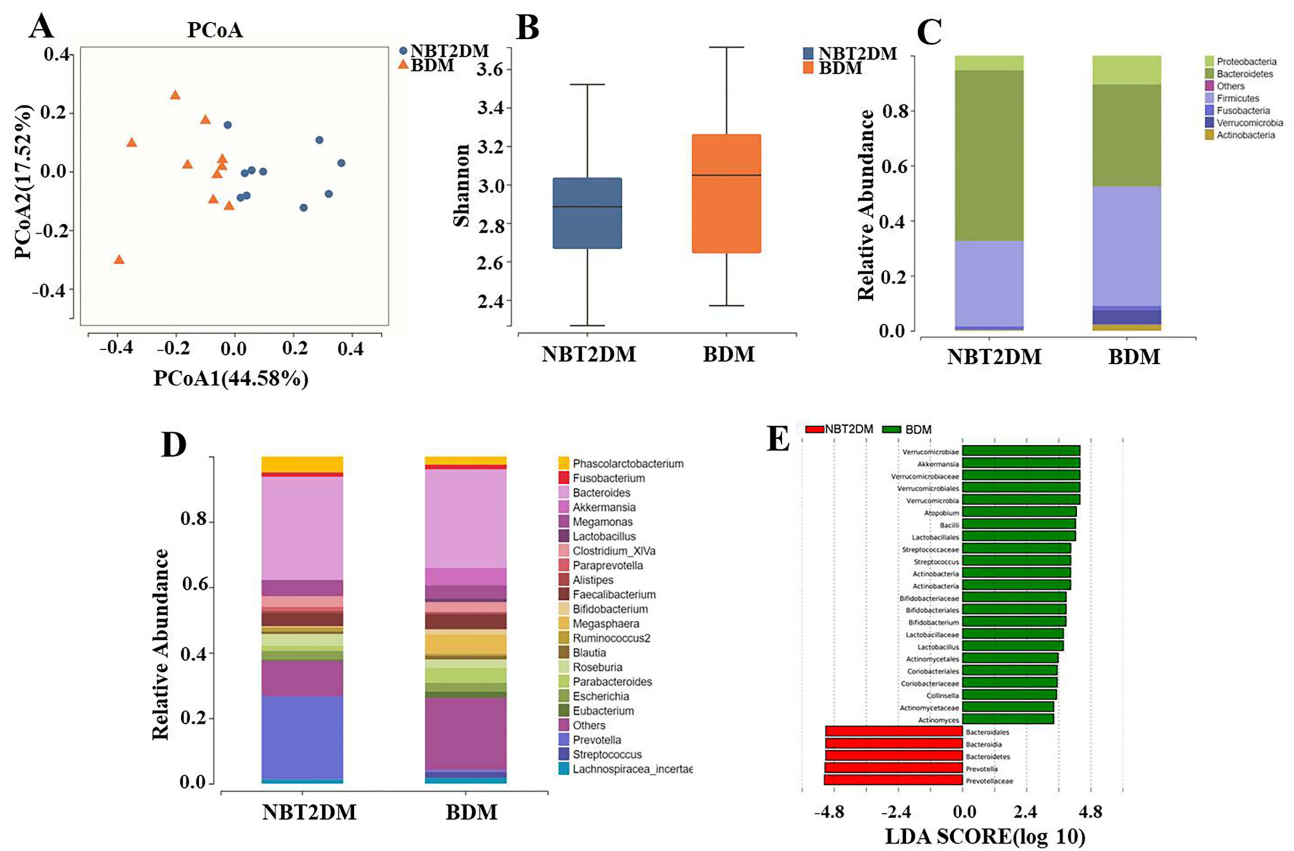 A
PCoA
NBT2DM
BDM
0.4
0.2
0.0
-0.2
-0.4
PCoA2(17.52%)
-0.4
-0.2
0.0
0.2
0.4
PCoA1(44.58%)
B
NBT2DM
BDM
3.6
3.4
3.2
3.0
2.8
2.6
2.4
Shannon
NBT2DM
BDM
C
Proteobacteria
Bacteroidetes
Others
Firmicutes
Fusobacteria
Verrucomicrobia
Actinobacteria
0.8
0.6
0.4
0.2
0.0
Relative Abundance
NBT2DM
BDM
D
0.8
0.6
0.4
0.2
0.0
Relative Abundance
NBT2DM
BDM
Phascolarctobacterium
Fusobacterium
Bacteroides
Akkermansia
Megamonas
Lactobacillus
Clostridium_XIVa
Paraprevotella
Alistipes
Faecalibacterium
Bifidobacterium
Megasphaera
Ruminococcus2
Blautia
Roseburia
Parabacteroides
Escherichia
Eubacterium
Others
Prevotella
Streptococcus
Lachnospiracea_incertae
E
NBT2DM
BDM
Verrucomicrobiae
Akkermansia
Verrucomicrobiaceae
Verrucomicrobiales
Verrucomicrobia
Atopobium
Bacilli
Lactobacillales
Streptococcaceae
Streptococcus
Actinobacteria
Actinobacteria
Bifidobacteriaceae
Bifidobacteriales
Bifidobacterium
Lactobacillaceae
Lactobacillus
Actinomycetales
Coriobacteriales
Coriobacteriaceae
Collinsella
Actinomycetaceae
Actinomyces
Bacteroidales
Bacteroidia
Bacteroidetes
Prevotella
Prevotellaceae
-4.8
-2.4
0.0
2.4
4.8
LDA SCORE(log 10)